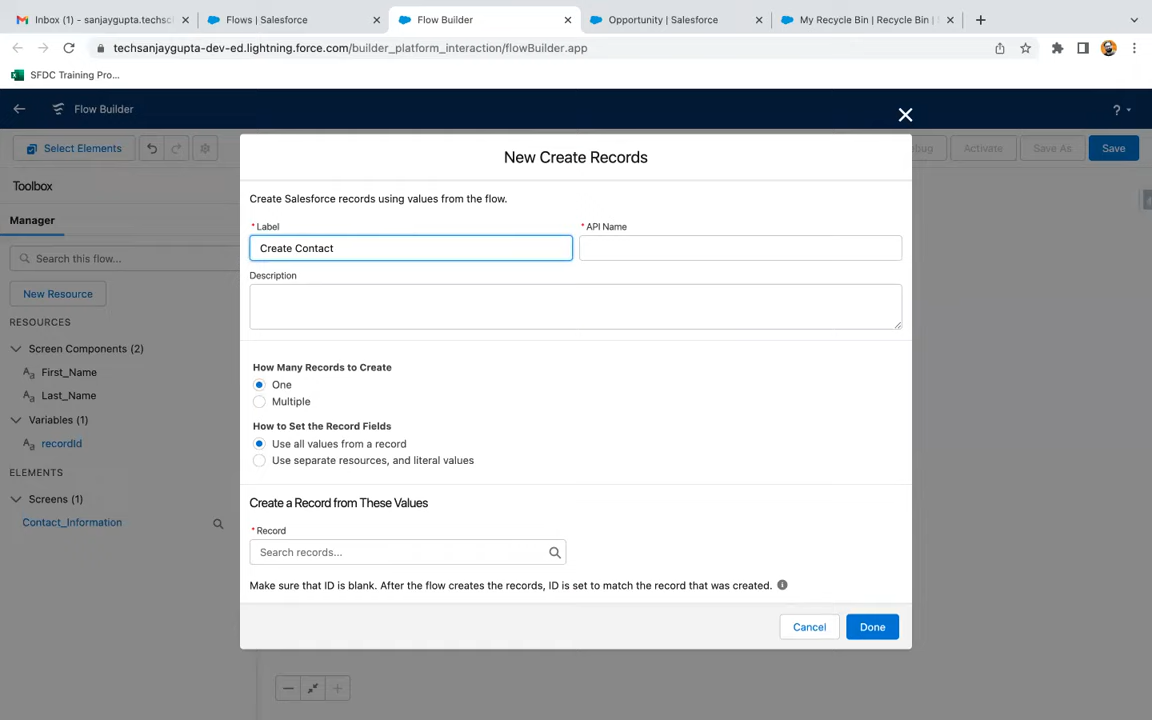 Inbox (1) - sanjaygupta.techscl
Flows | Salesforce
Flow Builder
Opportunity | Salesforce
My Recycle Bin | Recycle Bin |
techsanjaygupta-dev-ed.lightning.force.com/builder_platform_interaction/flowBuilder.app
SFDC Training Pro...
Flow Builder
?
Select Elements
bug
Activate
Save As
Save
Toolbox
Manager
Search this flow...
New Resource
RESOURCES
Screen Components (2)
First_Name
Last_Name
Variables (1)
recordId
ELEMENTS
Screens (1)
Contact_Information
New Create Records
Create Salesforce records using values from the flow.
* Label
* API Name
Create Contact
Description
How Many Records to Create
One
Multiple
How to Set the Record Fields
Use all values from a record
Use separate resources, and literal values
Create a Record from These Values
* Record
Search records...
Make sure that ID is blank. After the flow creates the records, ID is set to match the record that was created.
Cancel
Done